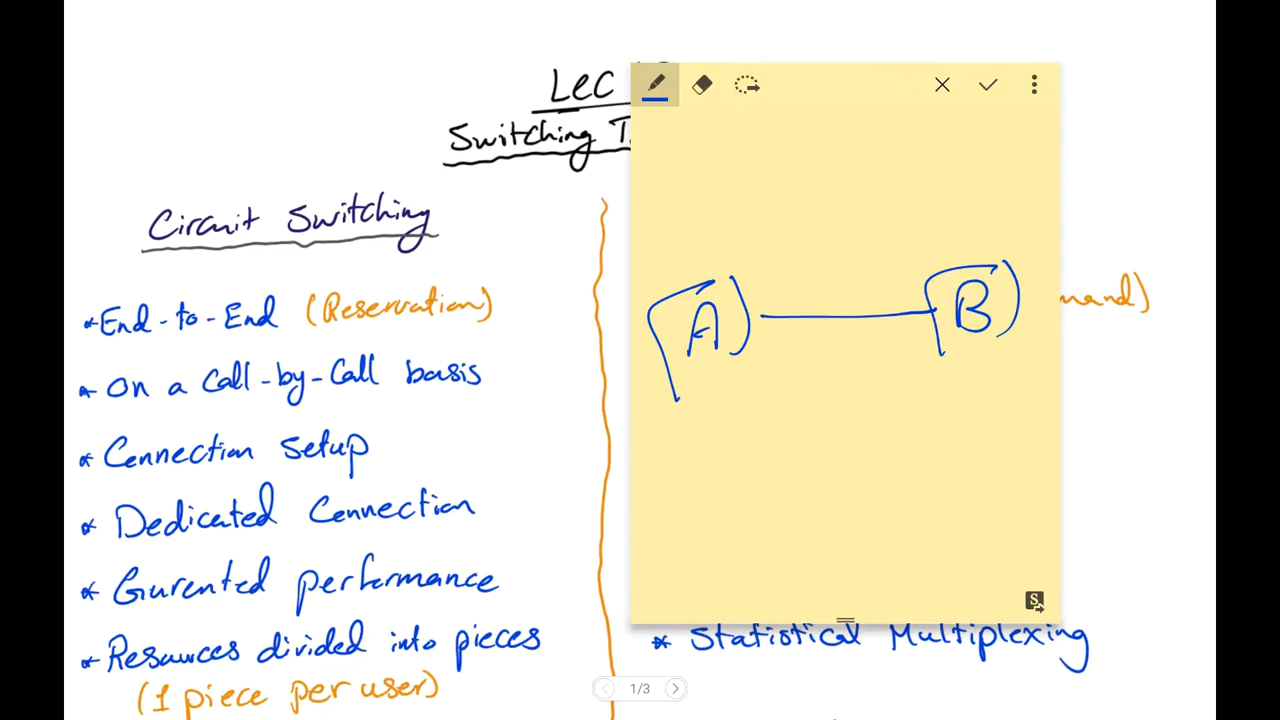 Lec
Switching T
Circuit Switching
* End-to-End (Reservation)
* On a Call-by-Call basis
* Connection setup
* Dedicated Connection
* Gurented performance
* Resources divided into pieces
(1 piece per user)
A
B
mand)
* Statistical Multiplexing
1/3